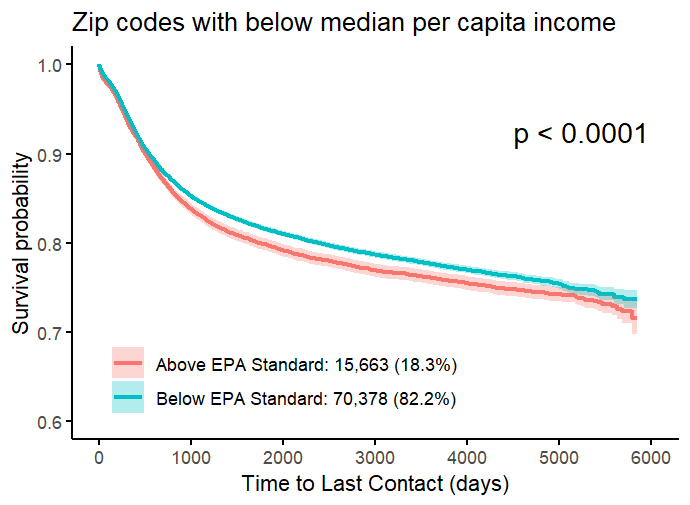 Zip codes with below median per capita income
1.0
0.9
0.8
0.7
0.6
Survival probability
p < 0.0001
Above EPA Standard: 15,663 (18.3%)
Below EPA Standard: 70,378 (82.2%)
0
1000
2000
3000
4000
5000
6000
Time to Last Contact (days)